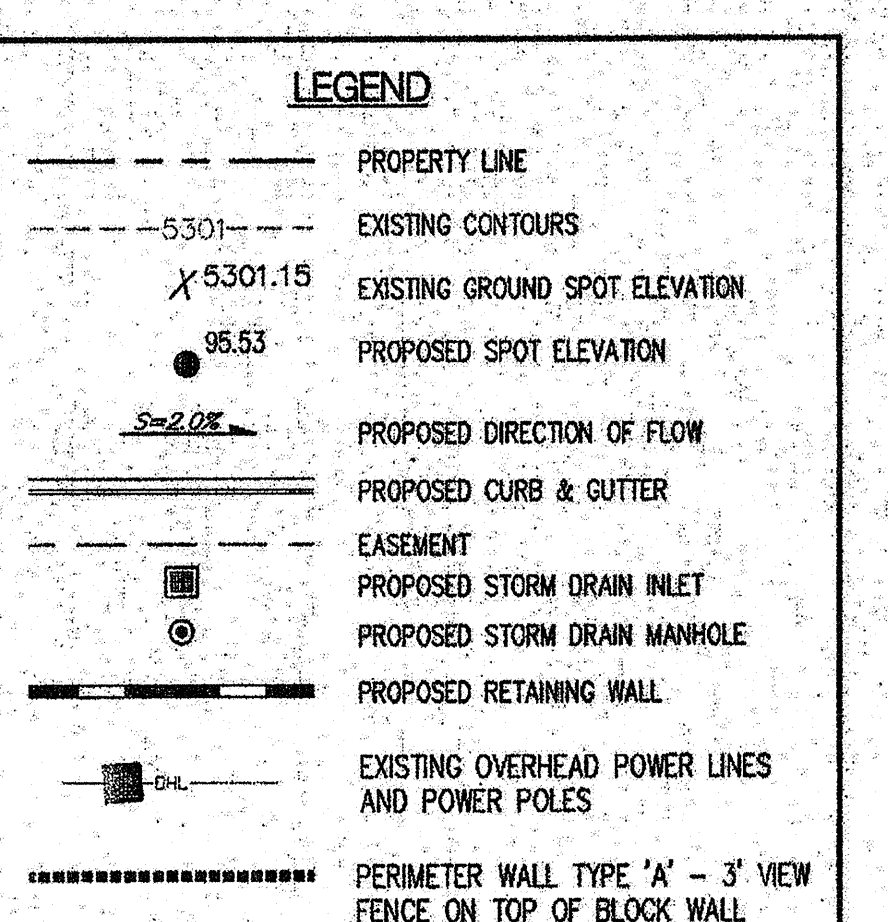 LEGEND
PROPERTY LINE
5301 EXISTING CONTOURS
X 5301.15 EXISTING GROUND SPOT ELEVATION
95.53 PROPOSED SPOT ELEVATION
S=2.0% PROPOSED DIRECTION OF FLOW
PROPOSED CURB & GUTTER
EASEMENT
PROPOSED STORM DRAIN INLET
PROPOSED STORM DRAIN MANHOLE
PROPOSED RETAINING WALL
OHL EXISTING OVERHEAD POWER LINES
AND POWER POLES
PERIMETER WALL TYPE 'A' – 3' VIEW
FENCE ON TOP OF BLOCK WALL